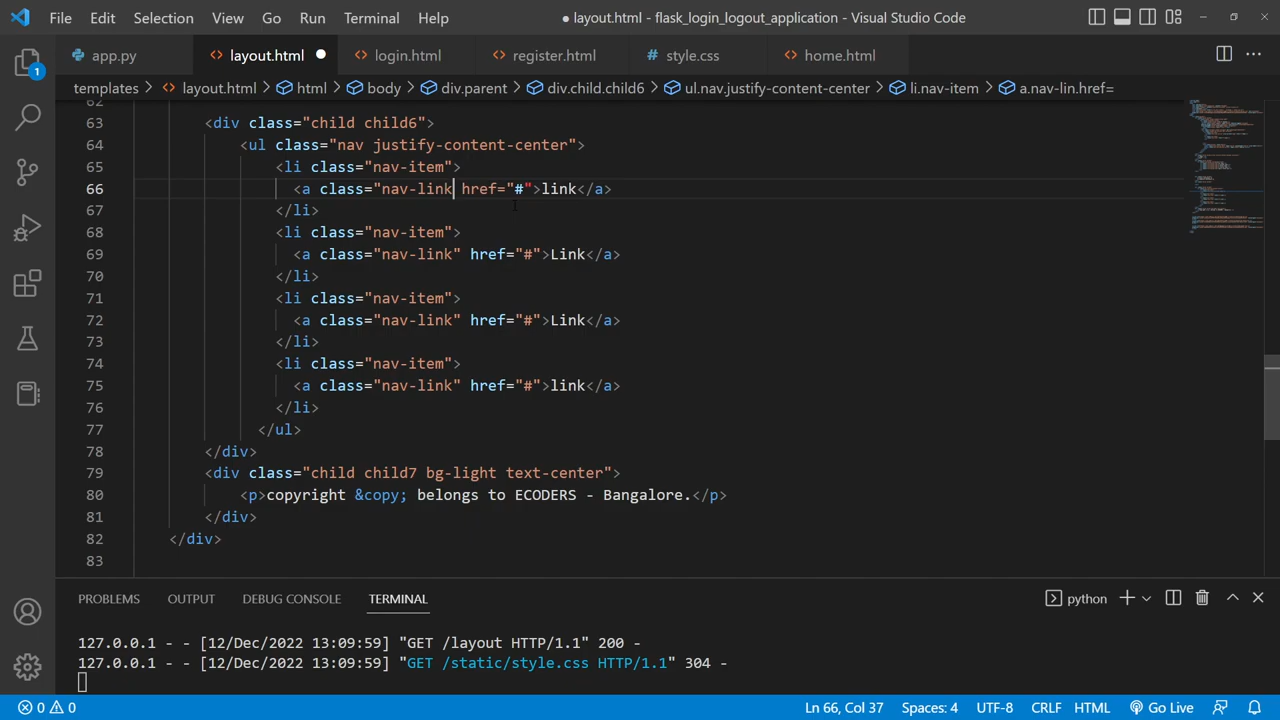 File Edit Selection View Go Run Terminal Help ● layout.html - flask_login_logout_application - Visual Studio Code
app.py layout.html ● login.html register.html # style.css home.html ···
1
templates > layout.html > html > body > div.parent > div.child.child6 > ul.nav.justify-content-center > li.nav-item > a.nav-lin.href=
62
63 <div class="child child6">
64 <ul class="nav justify-content-center">
65 <li class="nav-item">
66 <a class="nav-link href="#">link</a>
67 </li>
68 <li class="nav-item">
69 <a class="nav-link" href="#">Link</a>
70 </li>
71 <li class="nav-item">
72 <a class="nav-link" href="#">Link</a>
73 </li>
74 <li class="nav-item">
75 <a class="nav-link" href="#">link</a>
76 </li>
77 </ul>
78 </div>
79 <div class="child child7 bg-light text-center">
80 <p>copyright &copy; belongs to ECODERS - Bangalore.</p>
81 </div>
82 </div>
83
PROBLEMS OUTPUT DEBUG CONSOLE TERMINAL python
127.0.0.1 - - [12/Dec/2022 13:09:59] "GET /layout HTTP/1.1" 200 -
127.0.0.1 - - [12/Dec/2022 13:09:59] "GET /static/style.css HTTP/1.1" 304 -
0 0 Ln 66, Col 37 Spaces: 4 UTF-8 CRLF HTML Go Live